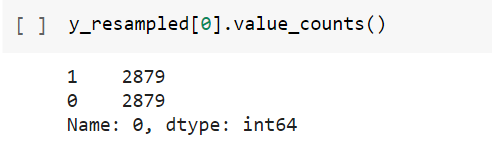 [ ] y_resampled[0].value_counts()
1    2879
0    2879
Name: 0, dtype: int64